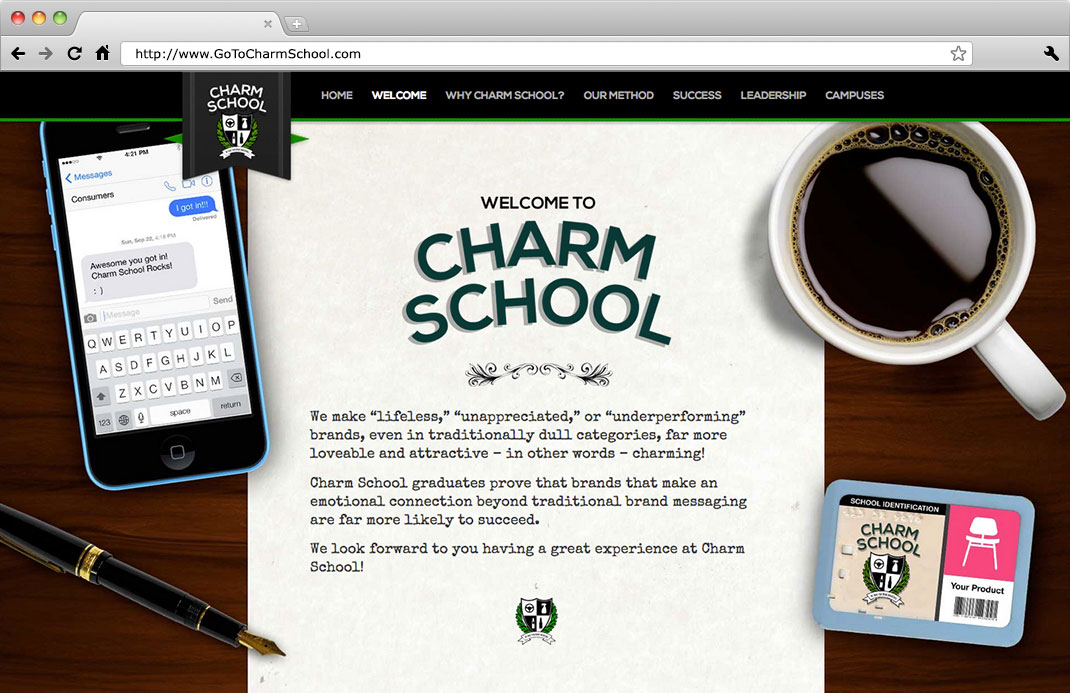 http://www.GoToCharmSchool.com
CHARM
SCHOOL
HOME WELCOME WHY CHARM SCHOOL? OUR METHOD SUCCESS LEADERSHIP CAMPUSES
4:21 PM
Messages
Consumers
I got in!!!
Delivered
Sun, Sep 22, 4:19 PM
Awesome you got in!
Charm School Rocks!
: )
Message Send
Q W E R T Y U I O P
A S D F G H J K L
Z X C V B N M
123 space return
WELCOME TO
CHARM
SCHOOL
We make “lifeless,” “unappreciated,” or “underperforming”
brands, even in traditionally dull categories, far more
loveable and attractive – in other words – charming!
Charm School graduates prove that brands that make an
emotional connection beyond traditional brand messaging
are far more likely to succeed.
We look forward to you having a great experience at Charm
School!
SCHOOL IDENTIFICATION
CHARM
SCHOOL
Your Product